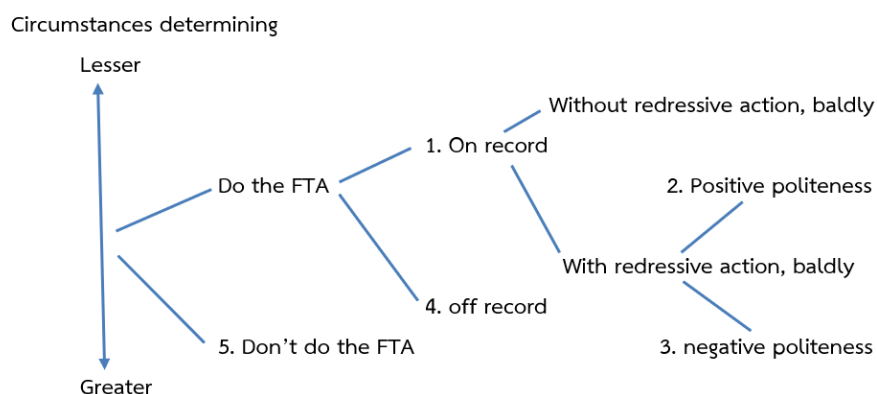 Circumstances determining
Lesser
Without redressive action, baldly
1. On record
Do the FTA
2. Positive politeness
With redressive action, baldly
4. off record
5. Don't do the FTA
3. negative politeness
Greater